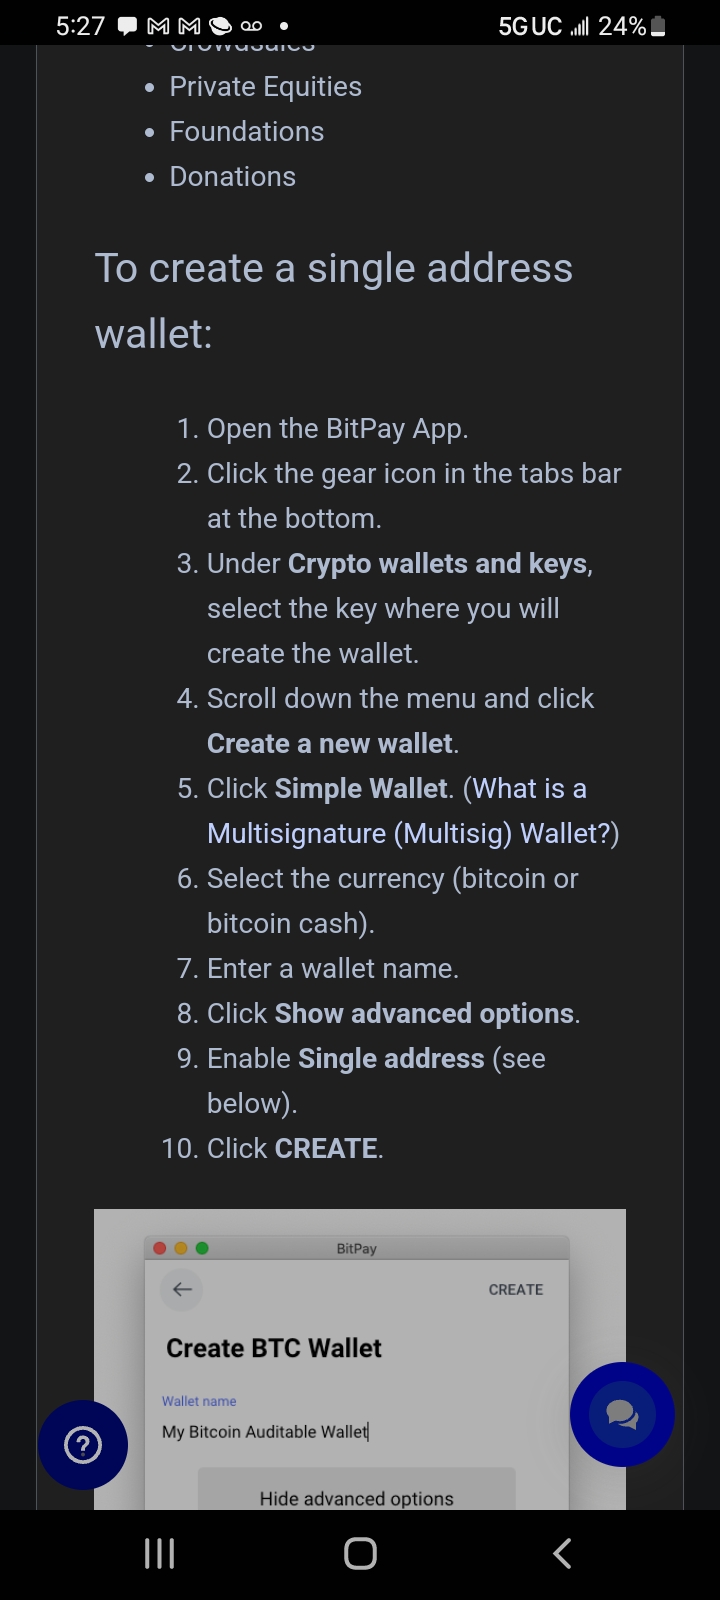 5:27
5G UC 24%
Crowdsales
• Private Equities
• Foundations
• Donations
To create a single address
wallet:
1. Open the BitPay App.
2. Click the gear icon in the tabs bar
at the bottom.
3. Under Crypto wallets and keys,
select the key where you will
create the wallet.
4. Scroll down the menu and click
Create a new wallet.
5. Click Simple Wallet. (What is a
Multisignature (Multisig) Wallet?)
6. Select the currency (bitcoin or
bitcoin cash).
7. Enter a wallet name.
8. Click Show advanced options.
9. Enable Single address (see
below).
10. Click CREATE.
BitPay
CREATE
Create BTC Wallet
Wallet name
My Bitcoin Auditable Wallet
Hide advanced options